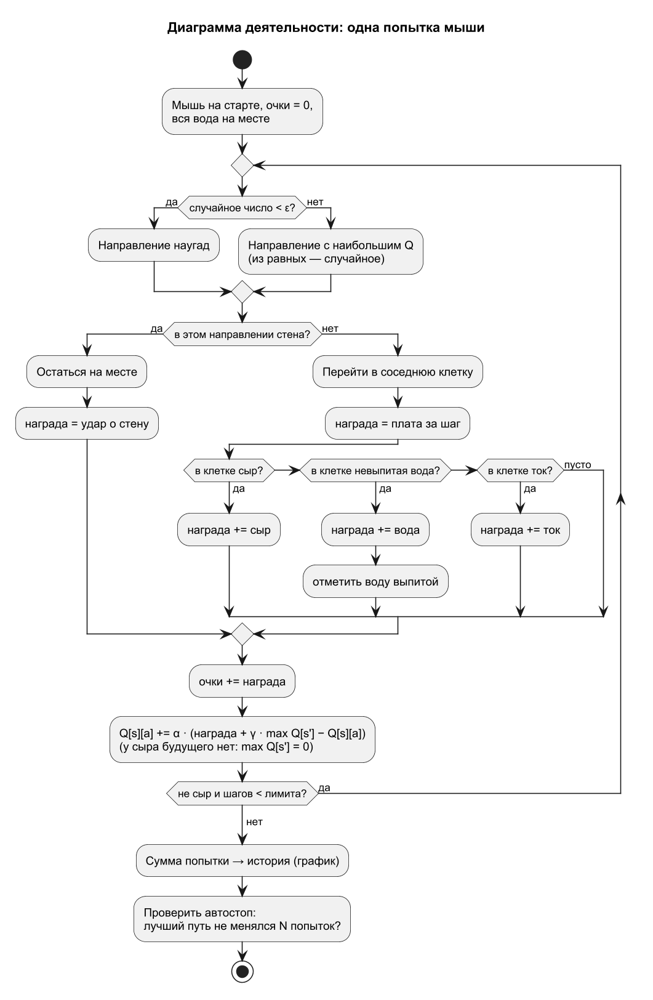 Диаграмма деятельности: одна попытка мыши
Мышь на старте, очки = 0,
вся вода на месте
да
случайное число < ε?
нет
Направление наугад
Направление с наибольшим Q
(из равных — случайное)
да
в этом направлении стена?
нет
Остаться на месте
Перейти в соседнюю клетку
награда = удар о стену
награда = плата за шаг
в клетке сыр?
в клетке невыпитая вода?
в клетке ток?
пусто
да
да
да
награда += сыр
награда += вода
награда += ток
отметить воду выпитой
очки += награда
Q[s][a] += α · (награда + γ · max Q[s'] − Q[s][a])
(у сыра будущего нет: max Q[s'] = 0)
не сыр и шагов < лимита?
да
нет
Сумма попытки → история (график)
Проверить автостоп:
лучший путь не менялся N попыток?